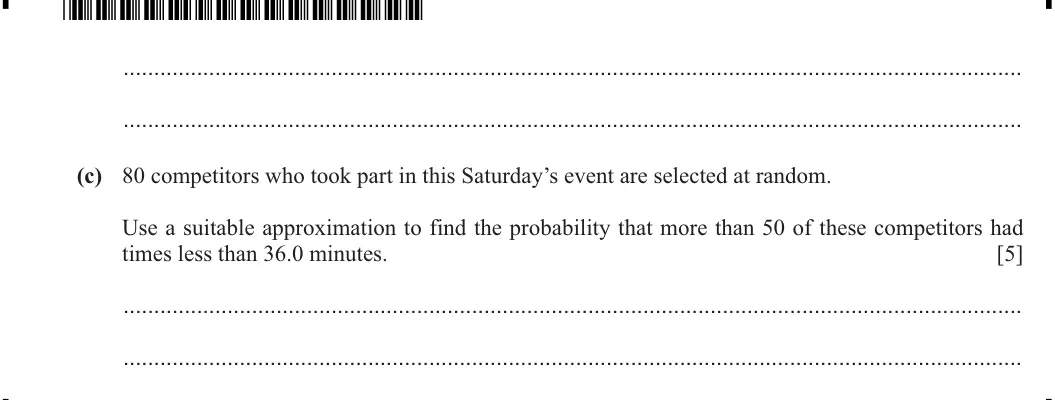 (c) 80 competitors who took part in this Saturday’s event are selected at random.
Use a suitable approximation to find the probability that more than 50 of these competitors had
times less than 36.0 minutes. [5]